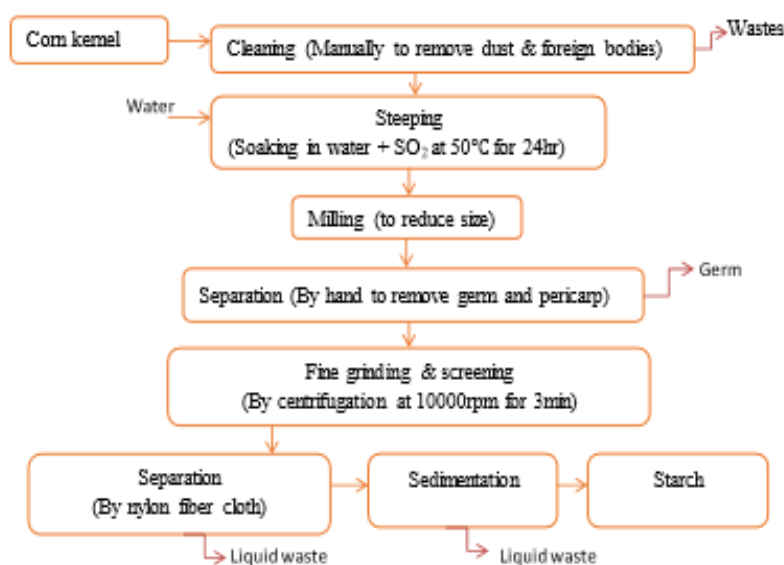 Corn kernel
Cleaning (Manually to remove dust & foreign bodies)
Wastes
Water
Steeping
(Soaking in water + SO₂ at 50°C for 24hr)
Milling (to reduce size)
Separation (By hand to remove germ and pericarp)
Germ
Fine grinding & screening
(By centrifugation at 10000rpm for 3min)
Separation
(By nylon fiber cloth)
Sedimentation
Starch
Liquid waste
Liquid waste